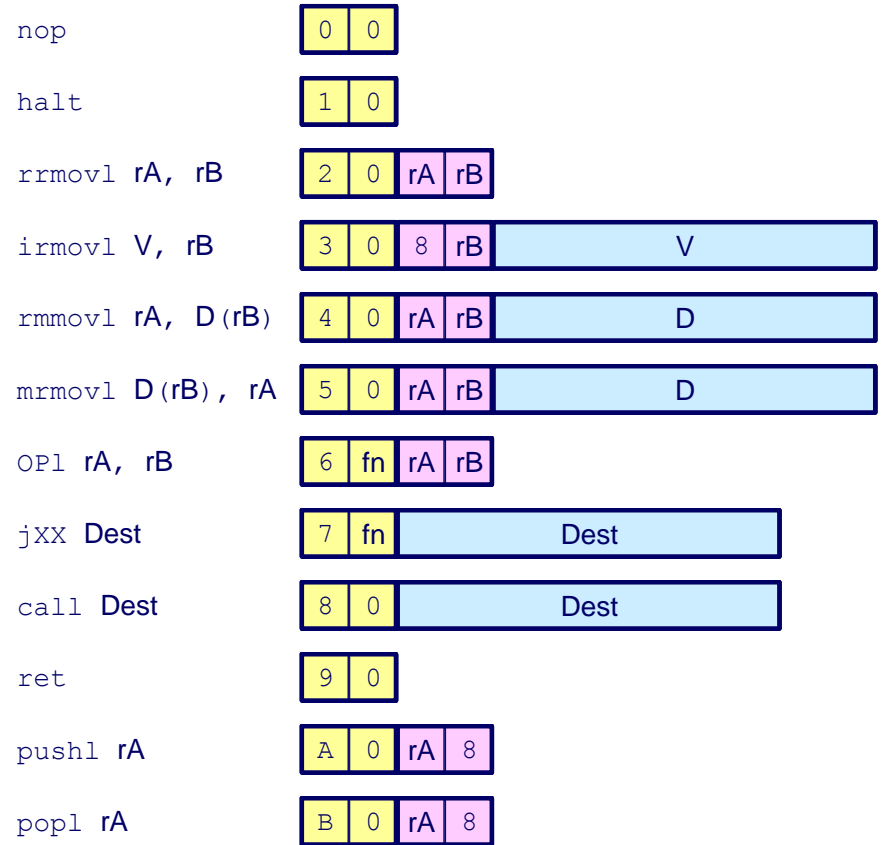 nop 0 0
halt 1 0
rrmovl rA, rB 2 0 rA rB
irmovl V, rB 3 0 8 rB V
rmmovl rA, D(rB) 4 0 rA rB D
mrmovl D(rB), rA 5 0 rA rB D
OPl rA, rB 6 fn rA rB
jXX Dest 7 fn Dest
call Dest 8 0 Dest
ret 9 0
pushl rA A 0 rA 8
popl rA B 0 rA 8